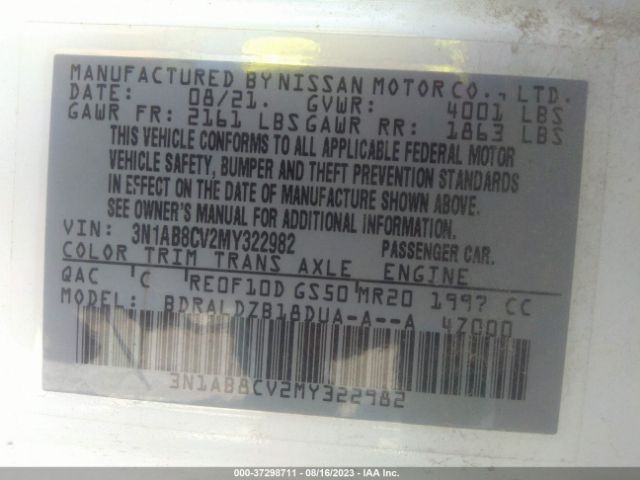 MANUFACTURED BY NISSAN MOTOR CO., LTD.
DATE: 08/21. GVWR: 4001 LBS
GAWR FR: 2161 LBS GAWR RR: 1863 LBS
THIS VEHICLE CONFORMS TO ALL APPLICABLE FEDERAL MOTOR
VEHICLE SAFETY, BUMPER AND THEFT PREVENTION STANDARDS
IN EFFECT ON THE DATE OF MANUFACTURE SHOWN ABOVE.
SEE OWNER'S MANUAL FOR ADDITIONAL INFORMATION.
VIN: 3N1AB8CV2MY322982 PASSENGER CAR.
COLOR TRIM TRANS AXLE ENGINE
QAC C RE0F10D GS50 MR20 1997 CC
MODEL: BDRALDZB18DUA-A--A 47000
3N1AB8CV2MY322982
000-37298711 - 08/16/2023 - IAA Inc.